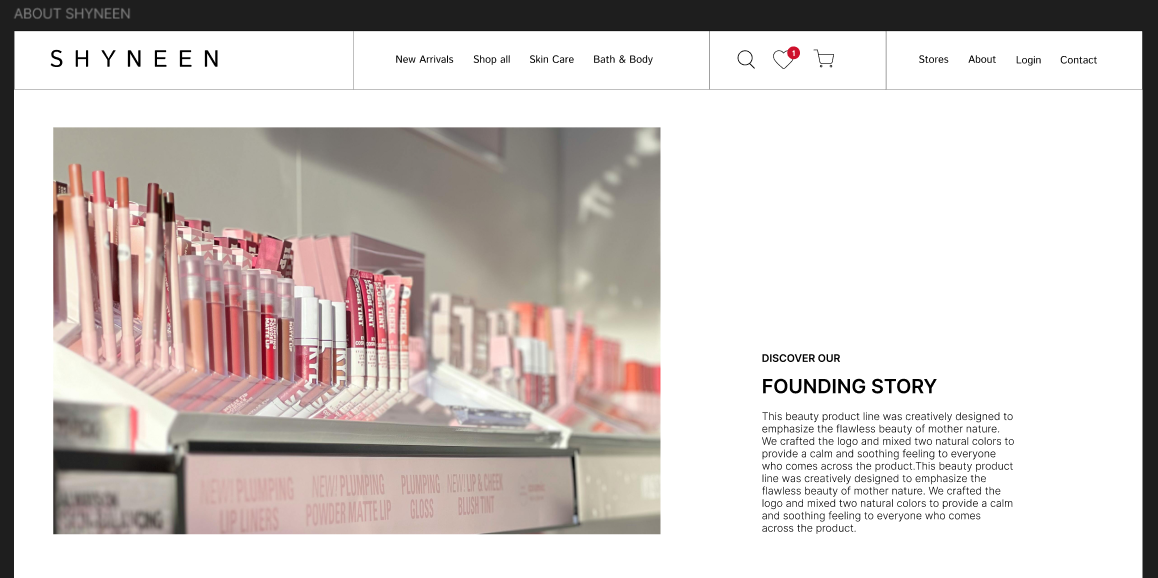 ABOUT SHYNEEN
SHYNEEN
New Arrivals Shop all Skin Care Bath & Body
1
Stores About Login Contact
BLUSH TINT
MATTE LIP
NEW! PLUMPING
LIP LINERS
NEW! PLUMPING
POWDER MATTE LIP
PLUMPING
GLOSS
NEW! LIP & CHEEK
BLUSH TINT
DISCOVER OUR
FOUNDING STORY
This beauty product line was creatively designed to
emphasize the flawless beauty of mother nature.
We crafted the logo and mixed two natural colors to
provide a calm and soothing feeling to everyone
who comes across the product.This beauty product
line was creatively designed to emphasize the
flawless beauty of mother nature. We crafted the
logo and mixed two natural colors to provide a calm
and soothing feeling to everyone who comes
across the product.